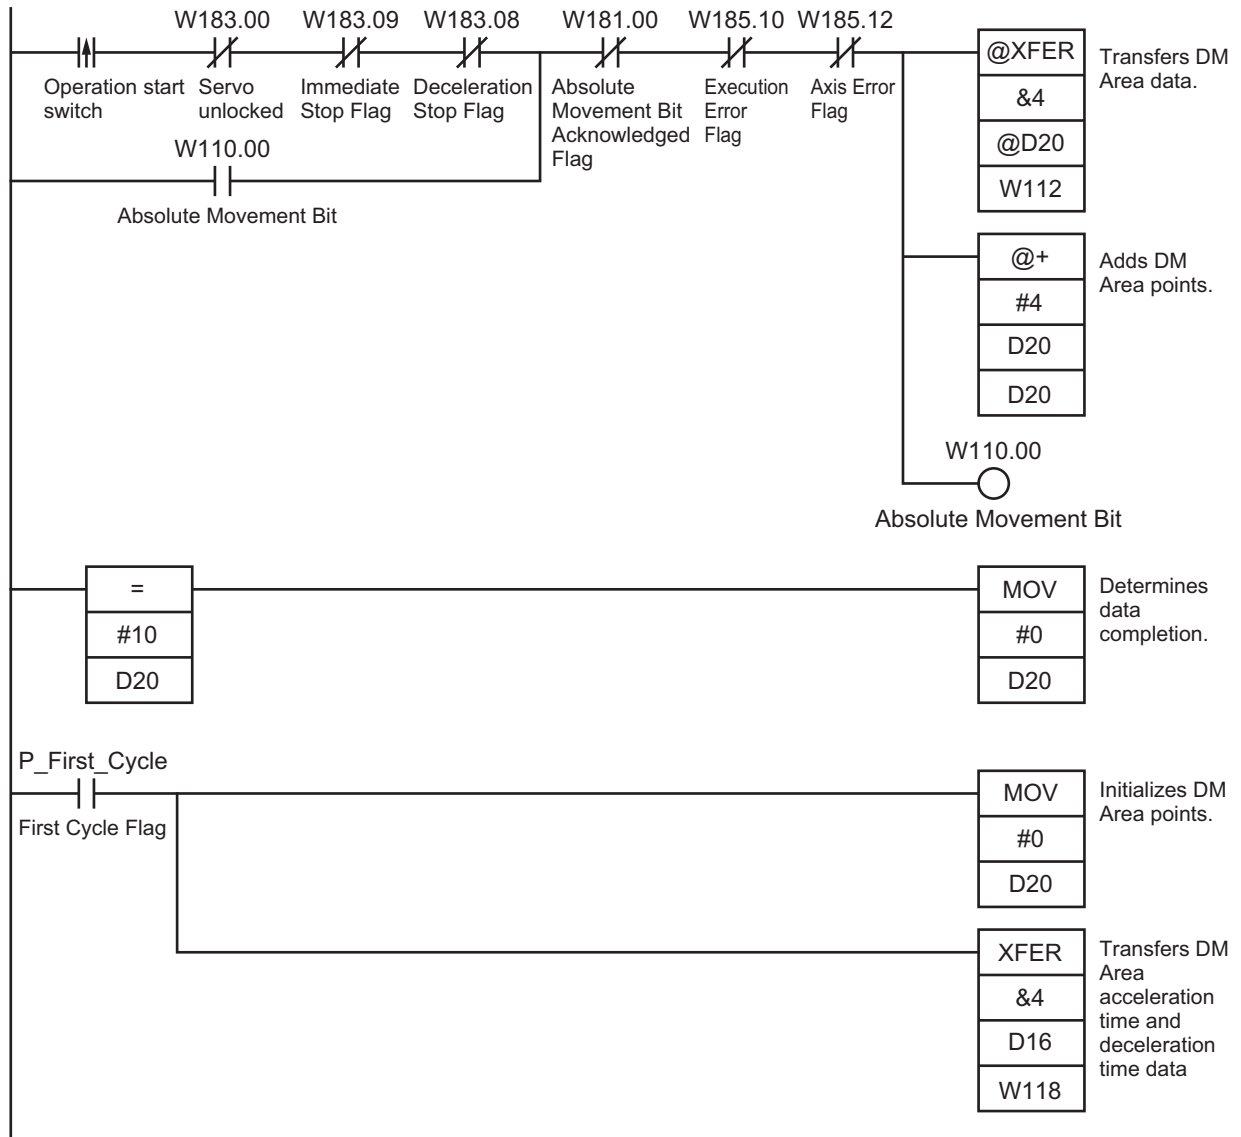 W183.00 W183.09 W183.08 W181.00 W185.10 W185.12
Operation start
switch
Servo
unlocked
Immediate
Stop Flag
Deceleration
Stop Flag
Absolute
Movement Bit
Acknowledged
Flag
Execution
Error
Flag
Axis Error
Flag
@XFER
&4
@D20
W112
Transfers DM
Area data.
W110.00
Absolute Movement Bit
@+
#4
D20
D20
Adds DM
Area points.
W110.00
Absolute Movement Bit
=
#10
D20
MOV
#0
D20
Determines
data
completion.
P_First_Cycle
First Cycle Flag
MOV
#0
D20
Initializes DM
Area points.
XFER
&4
D16
W118
Transfers DM
Area
acceleration
time and
deceleration
time data